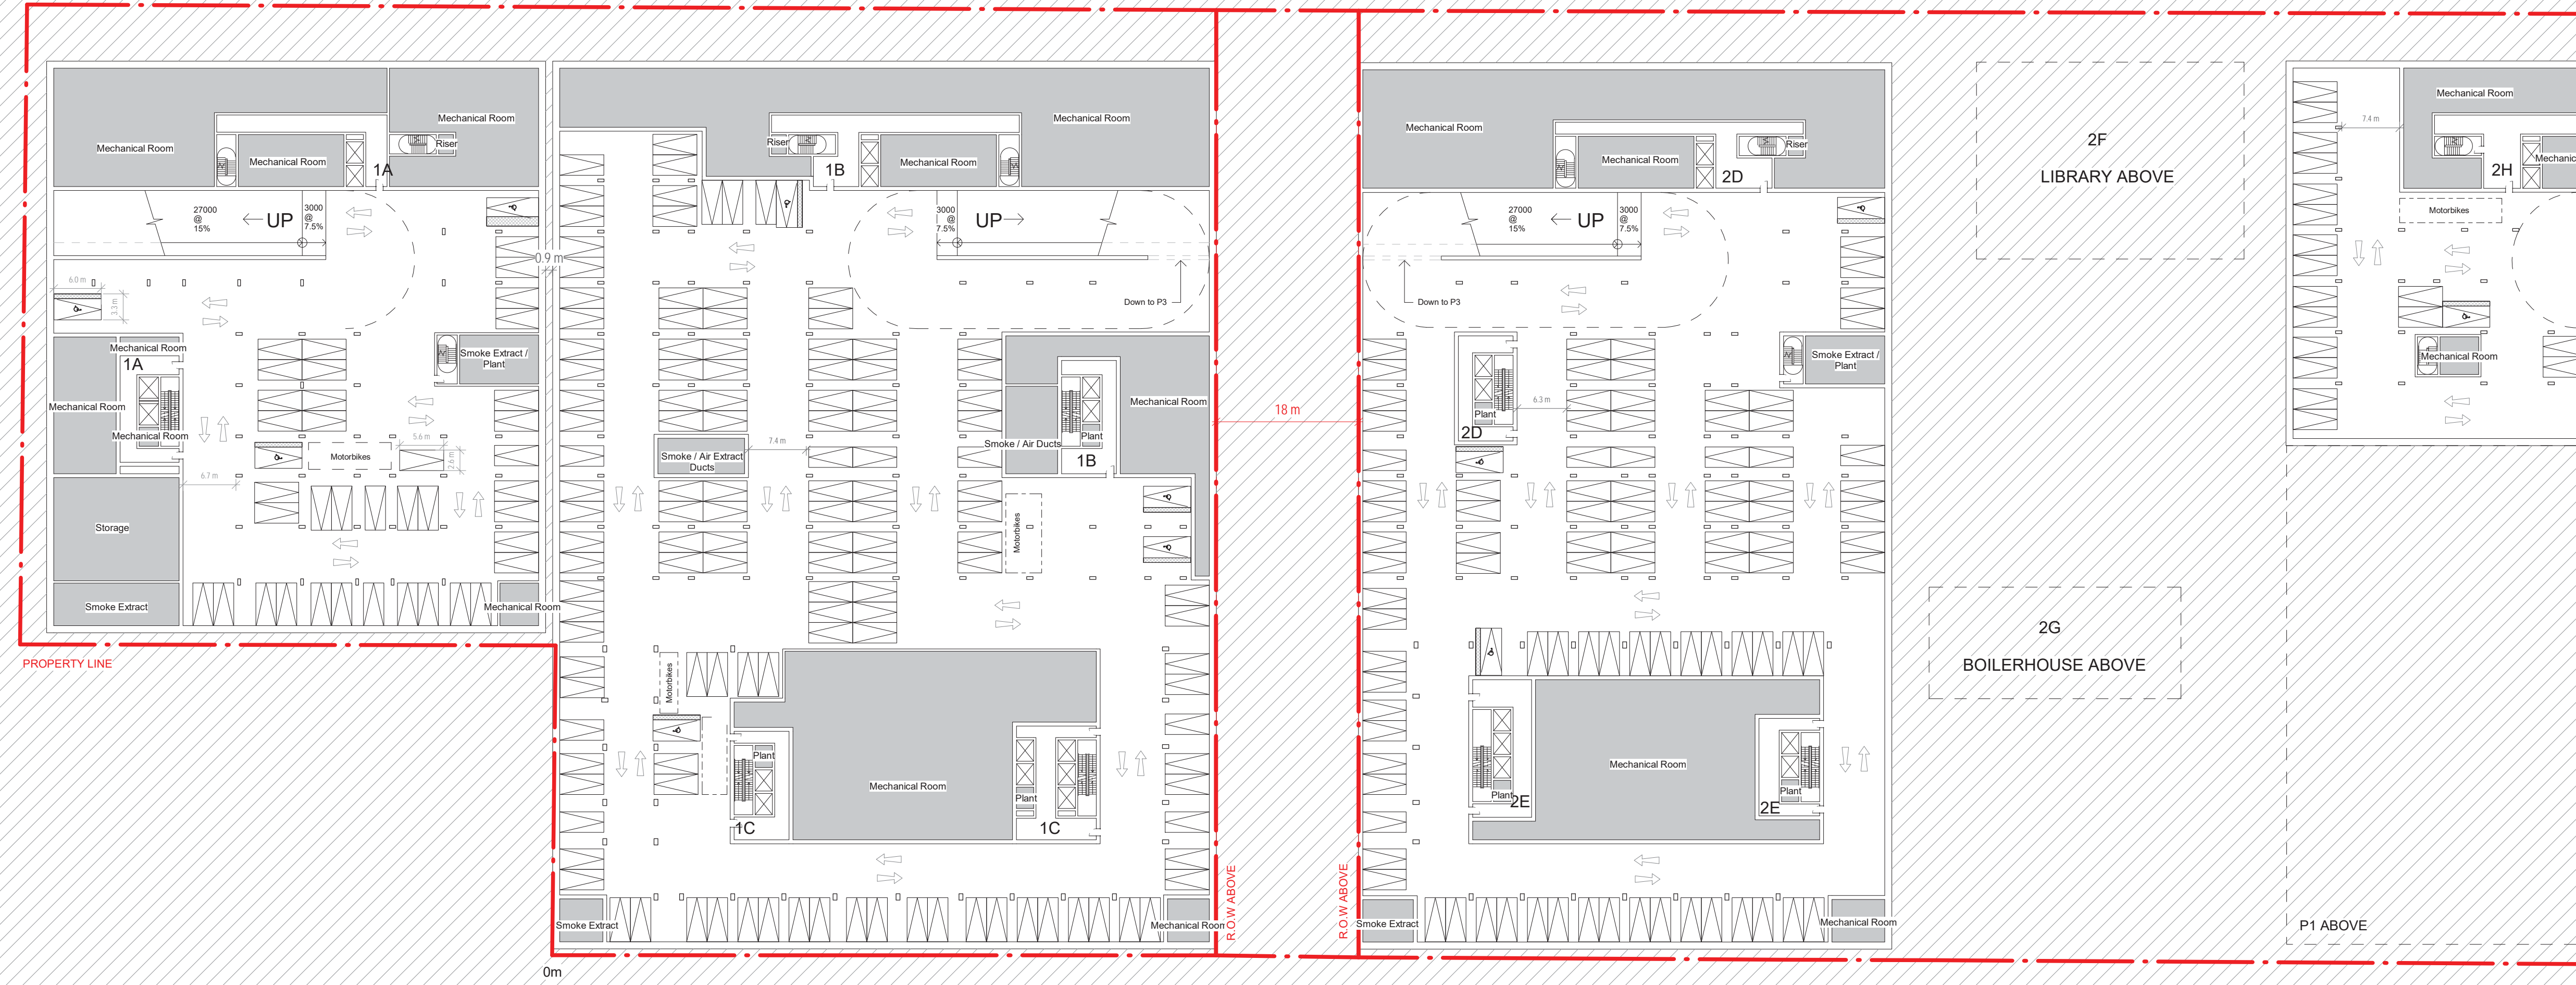 Mechanical Room
Mechanical Room
Mechanical Room
Riser
1A
27000
@
15%
UP
3000
@
7.5%
6.0 m
3.3 m
Mechanical Room
1A
Mechanical Room
Mechanical Room
Smoke Extract /
Plant
Motorbikes
5.6 m
2.6 m
6.7 m
Storage
Smoke Extract
Mechanical Room
PROPERTY LINE
0.9 m
Mechanical Room
Riser
1B
Mechanical Room
3000
@
7.5%
UP
Down to P3
Mechanical Room
Smoke / Air Extract
Ducts
7.4 m
Smoke / Air Ducts
Plant
1B
Motorbikes
Motorbikes
Plant
1C
Mechanical Room
Plant
1C
Smoke Extract
Mechanical Room
0m
18 m
R.O.W ABOVE
R.O.W ABOVE
Mechanical Room
Mechanical Room
Riser
2D
27000
@
15%
UP
3000
@
7.5%
Down to P3
Smoke Extract /
Plant
Plant
2D
6.3 m
Mechanical Room
Plant
2E
Plant
2E
Smoke Extract
Mechanical Room
2F
LIBRARY ABOVE
2G
BOILERHOUSE ABOVE
Mechanical Room
7.4 m
2H
Mechanic
Motorbikes
Mechanical Room
P1 ABOVE